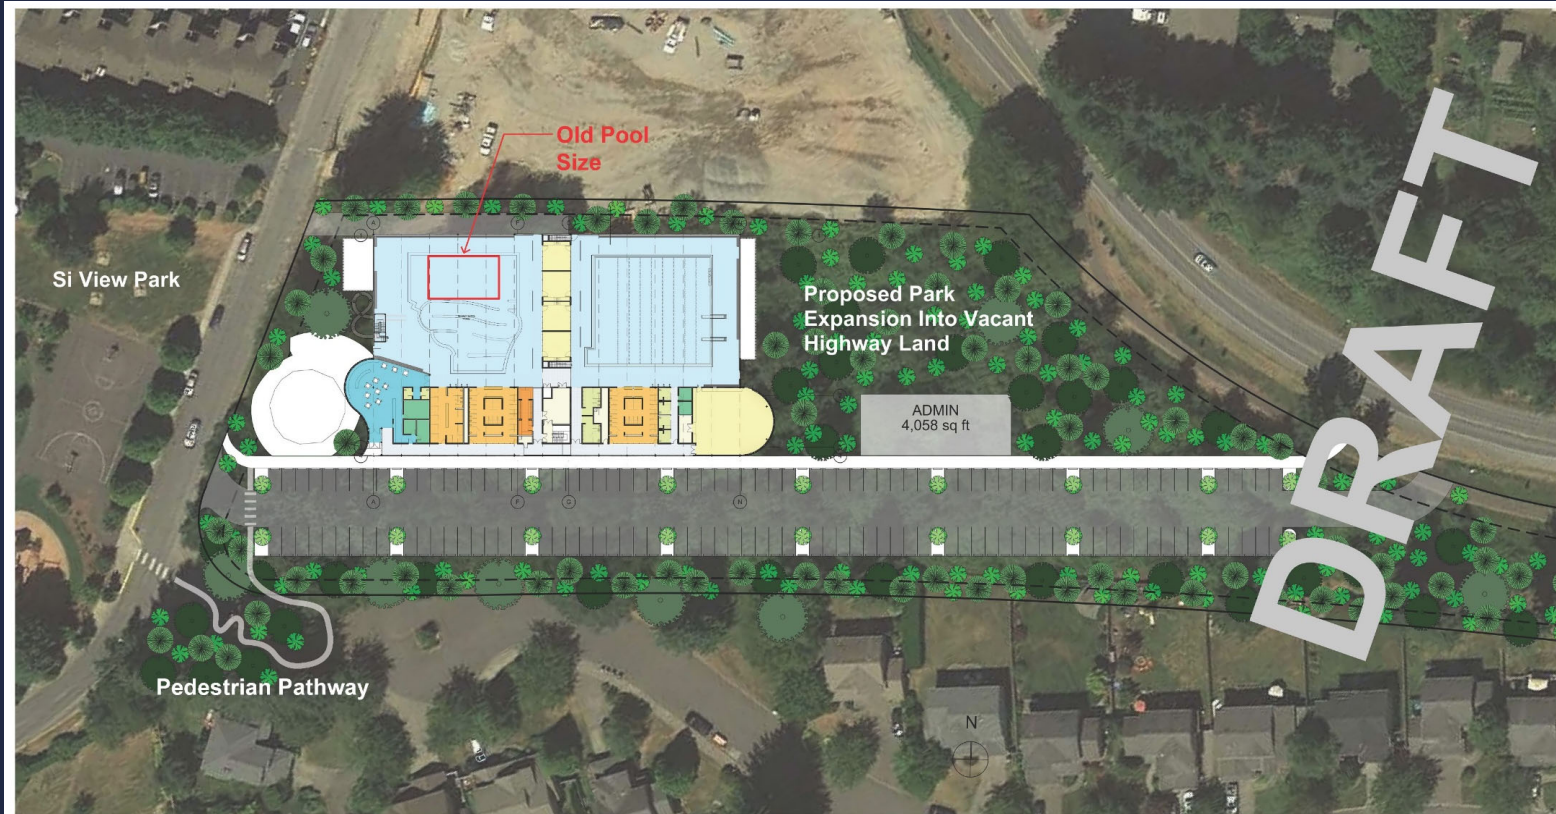 Old Pool
Size
Si View Park
Proposed Park
Expansion Into Vacant
Highway Land
ADMIN
4,058 sq ft
DRAFT
A
F
A
F
G
N
Pedestrian Pathway
N